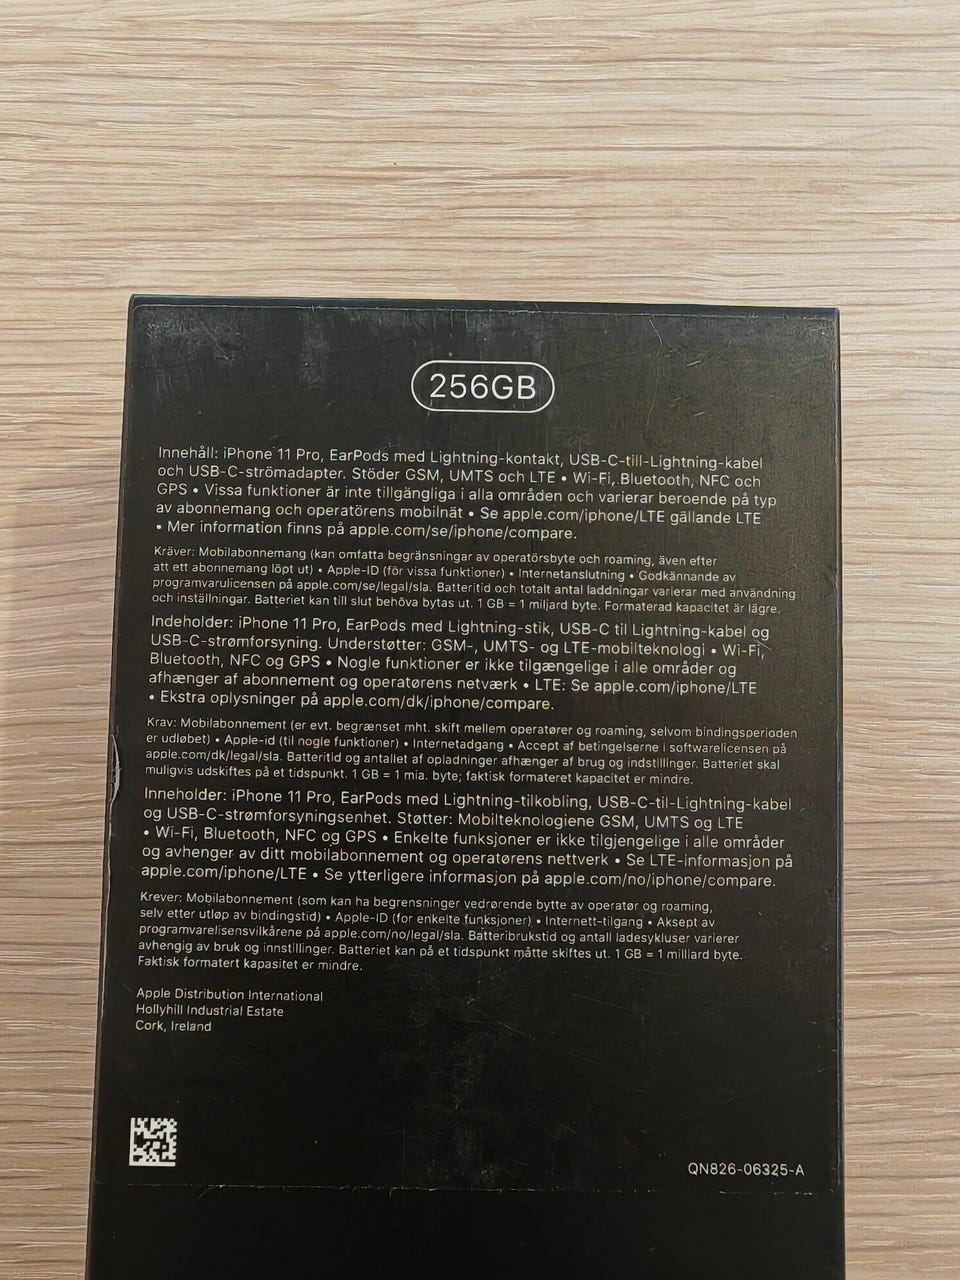 256GB
Innehåll: iPhone 11 Pro, EarPods med Lightning-kontakt, USB-C-till-Lightning-kabel
och USB-C-strömadapter. Stöder GSM, UMTS och LTE • Wi-Fi, Bluetooth, NFC och
GPS • Vissa funktioner är inte tillgängliga i alla områden och varierar beroende på typ
av abonnemang och operatörens mobilnät • Se apple.com/iphone/LTE gällande LTE
• Mer information finns på apple.com/se/iphone/compare.
Kräver: Mobilabonnemang (kan omfatta begränsningar av operatörsbyte och roaming, även efter
att ett abonnemang löpt ut) • Apple-ID (för vissa funktioner) • Internetanslutning • Godkännande av
programvarulicensen på apple.com/se/legal/sla. Batteritid och totalt antal laddningar varierar med användning
och inställningar. Batteriet kan till slut behöva bytas ut. 1 GB = 1 miljard byte. Formaterad kapacitet är lägre.
Indeholder: iPhone 11 Pro, EarPods med Lightning-stik, USB-C til Lightning-kabel og
USB-C-strømforsyning. Understøtter: GSM-, UMTS- og LTE-mobilteknologi • Wi-Fi,
Bluetooth, NFC og GPS • Nogle funktioner er ikke tilgængelige i alle områder og
afhænger af abonnement og operatørens netværk • LTE: Se apple.com/iphone/LTE
• Ekstra oplysninger på apple.com/dk/iphone/compare.
Krav: Mobilabonnement (er evt. begrænset mht. skift mellem operatører og roaming, selvom bindingsperioden
er udløbet) • Apple-id (til nogle funktioner) • Internetadgang • Accept af betingelserne i softwarelicensen på
apple.com/dk/legal/sla. Batteritid og antallet af opladninger afhænger af brug og indstillinger. Batteriet skal
muligvis udskiftes på et tidspunkt. 1 GB = 1 mia. byte; faktisk formateret kapacitet er mindre.
Inneholder: iPhone 11 Pro, EarPods med Lightning-tilkobling, USB-C-til-Lightning-kabel
og USB-C-strømforsyningsenhet. Støtter: Mobilteknologiene GSM, UMTS og LTE
• Wi-Fi, Bluetooth, NFC og GPS • Enkelte funksjoner er ikke tilgjengelige i alle områder
og avhenger av ditt mobilabonnement og operatørens nettverk • Se LTE-informasjon på
apple.com/iphone/LTE • Se ytterligere informasjon på apple.com/no/iphone/compare.
Krever: Mobilabonnement (som kan ha begrensninger vedrørende bytte av operatør og roaming,
selv etter utløp av bindingstid) • Apple-ID (for enkelte funksjoner) • Internett-tilgang • Aksept av
programvarelisensvilkårene på apple.com/no/legal/sla. Batteribrukstid og antall ladesykluser varierer
avhengig av bruk og innstillinger. Batteriet kan på et tidspunkt måtte skiftes ut. 1 GB = 1 milliard byte.
Faktisk formatert kapasitet er mindre.
Apple Distribution International
Hollyhill Industrial Estate
Cork, Ireland
QN826-06325-A